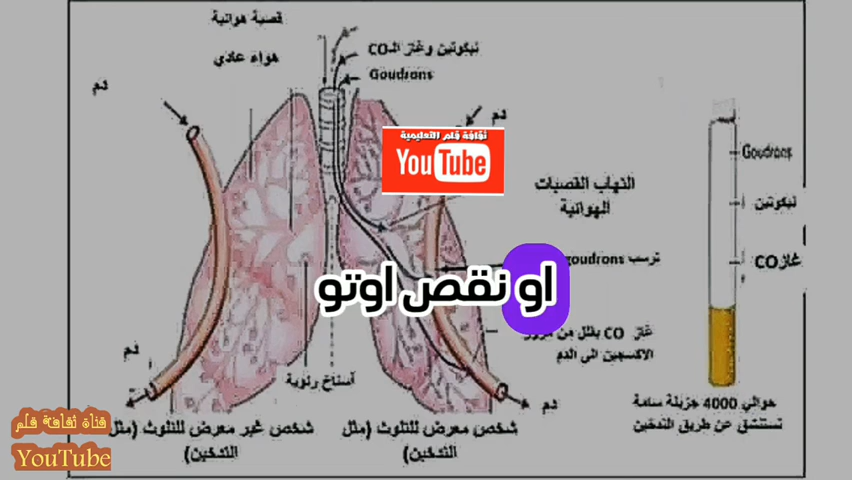 قصبة هوائية
نيكوتين وغاز الـCO
هواء عادي
Goudrons
دم
دم
ثقافة قلم التعليمية
YouTube
Goudrons
التهاب القصبات
الهوائية
نيكوتين
ترسب goudrons
غاز CO
او نقص اوتو
غاز CO يقلل من مرور
الاكسجين الى الدم
دم
أسناخ رئوية
دم
حوالي 4000 جزيئة سامة
تستنشق عن طريق التدخين
قناة ثقافة قلم
YouTube
شخص غير معرض للتلوث (مثل
التدخين)
شخص معرض للتلوث (مثل
التدخين)